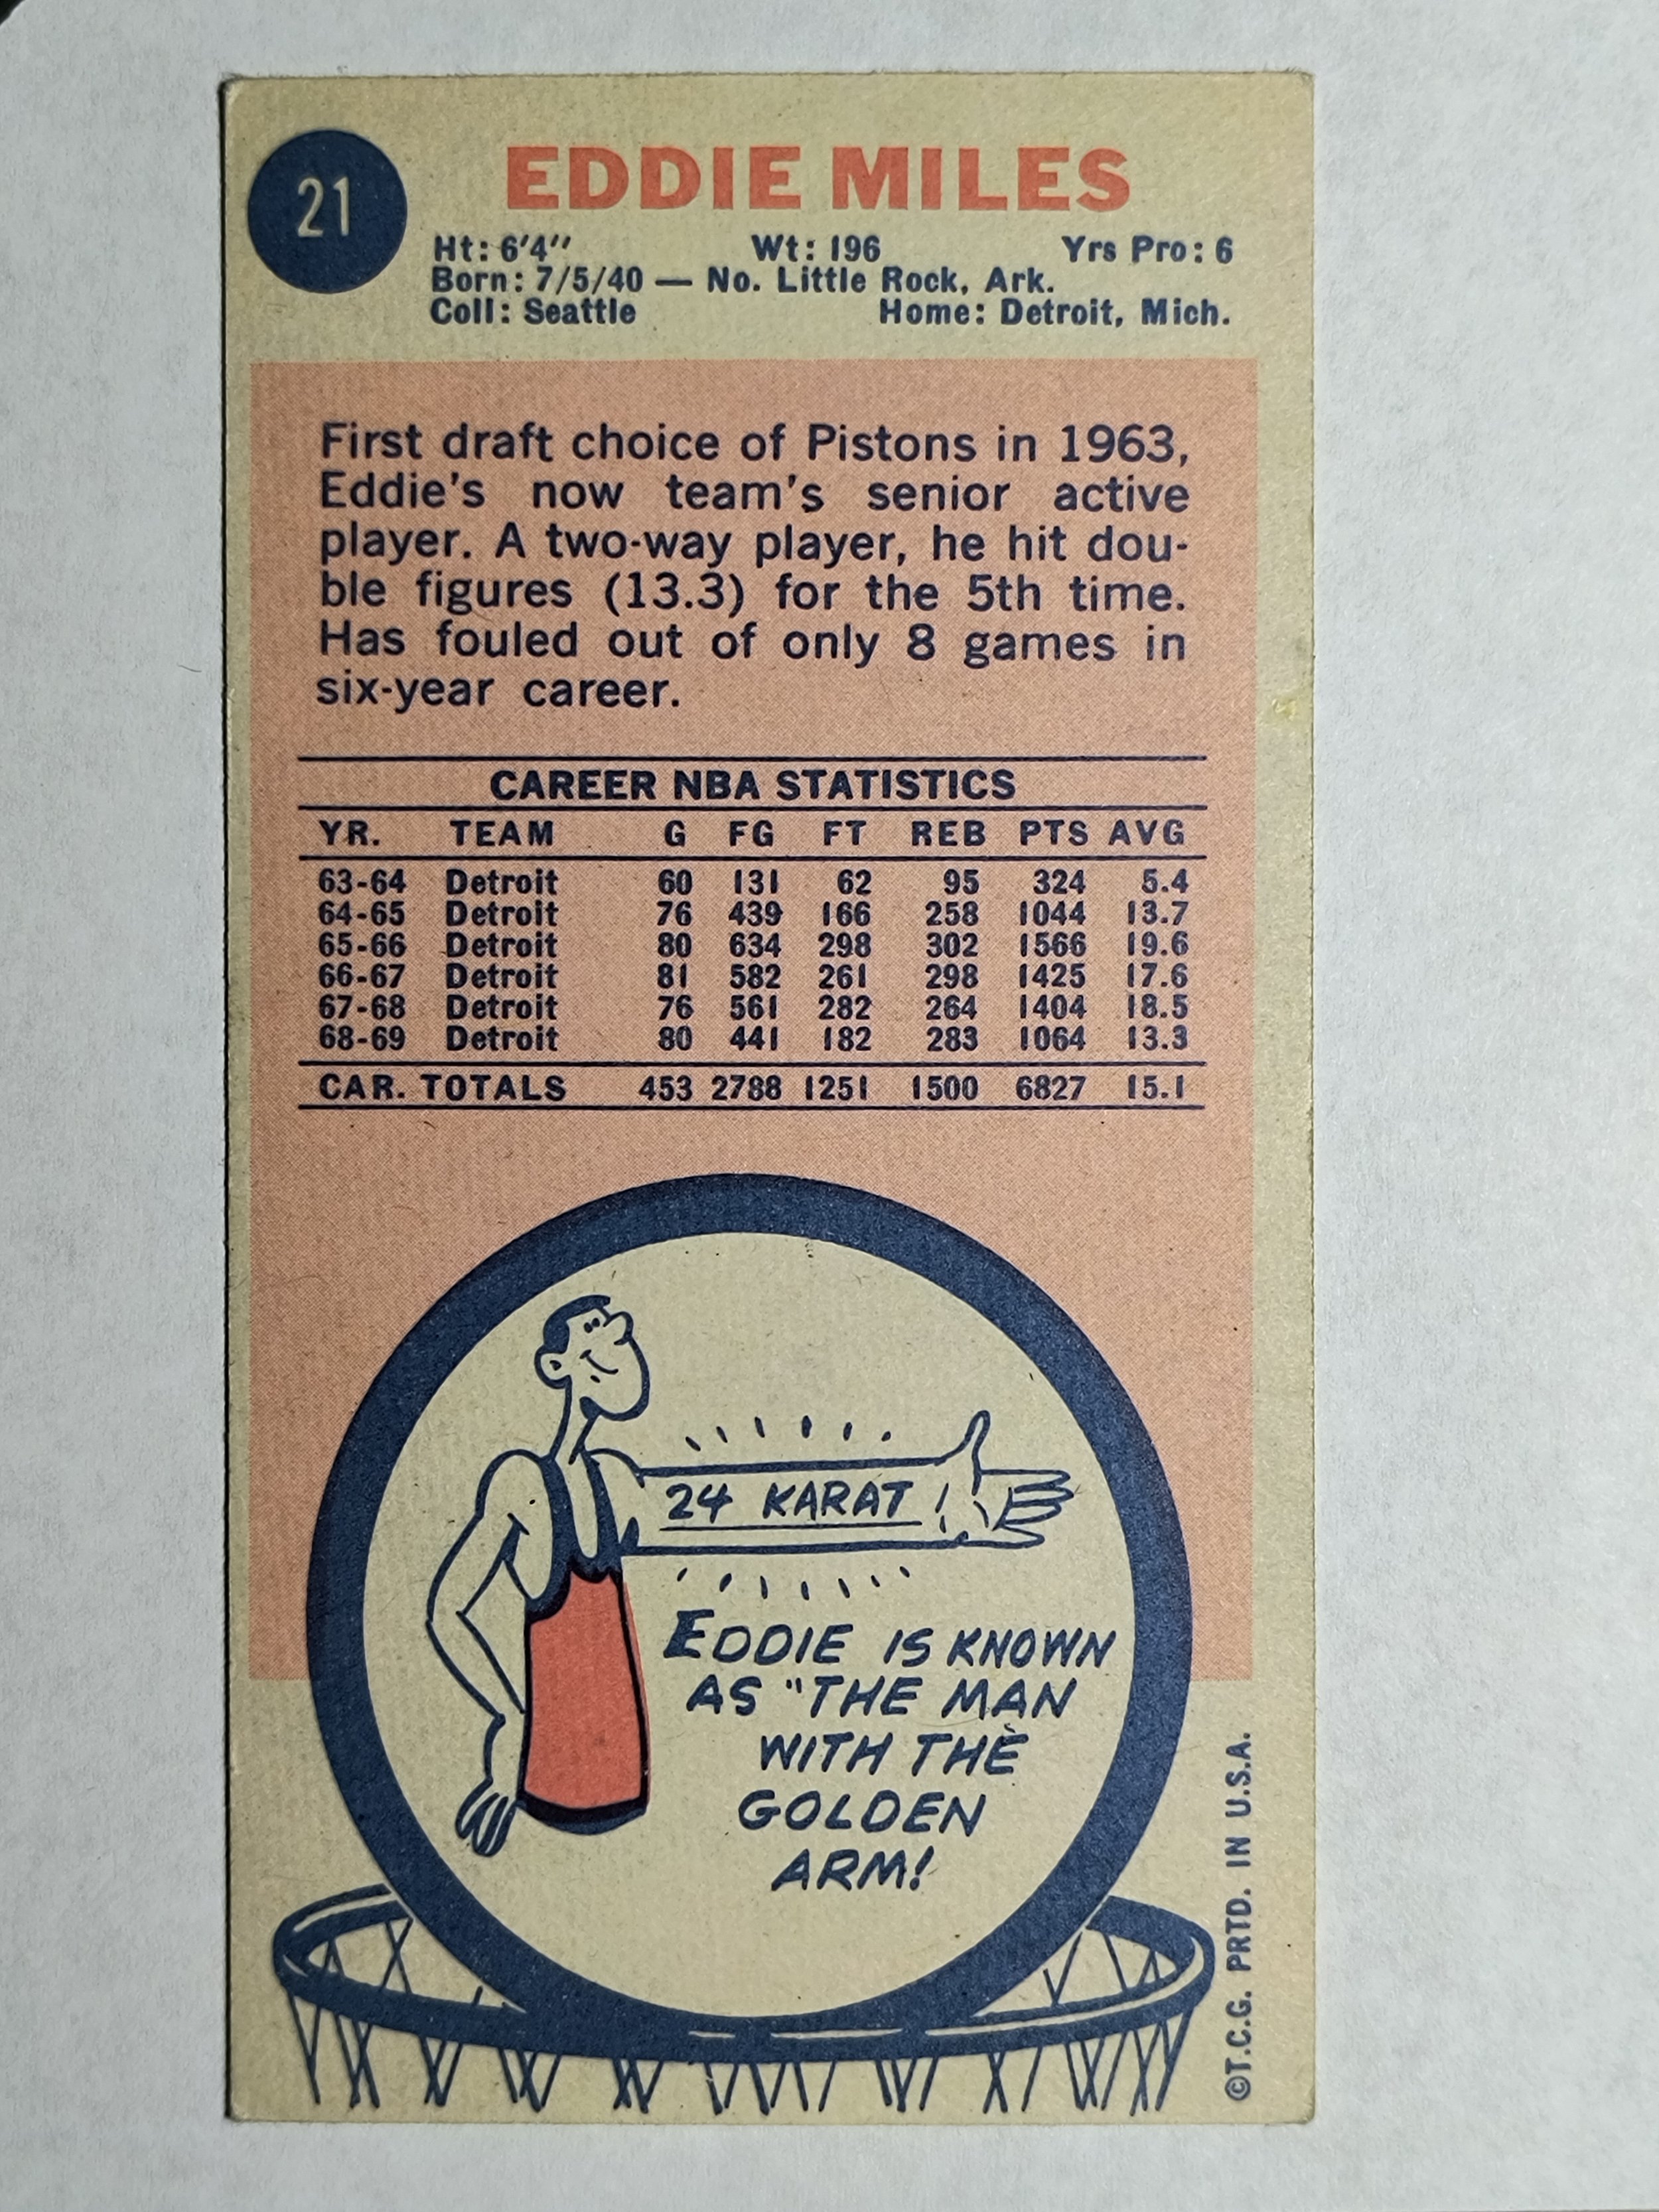 21
EDDIE MILES
Ht: 6'4" Wt: 196 Yrs Pro: 6
Born: 7/5/40 — No. Little Rock, Ark.
Coll: Seattle Home: Detroit, Mich.
First draft choice of Pistons in 1963,
Eddie's now team's senior active
player. A two-way player, he hit dou-
ble figures (13.3) for the 5th time.
Has fouled out of only 8 games in
six-year career.
CAREER NBA STATISTICS
YR. TEAM G FG FT REB PTS AVG
63-64 Detroit 60 131 62 95 324 5.4
64-65 Detroit 76 439 166 258 1044 13.7
65-66 Detroit 80 634 298 302 1566 19.6
66-67 Detroit 81 582 261 298 1425 17.6
67-68 Detroit 76 561 282 264 1404 18.5
68-69 Detroit 80 441 182 283 1064 13.3
CAR. TOTALS 453 2788 1251 1500 6827 15.1
24 KARAT!
EDDIE IS KNOWN
AS "THE MAN
WITH THE
GOLDEN
ARM!
©T.C.G. PRTD. IN U.S.A.